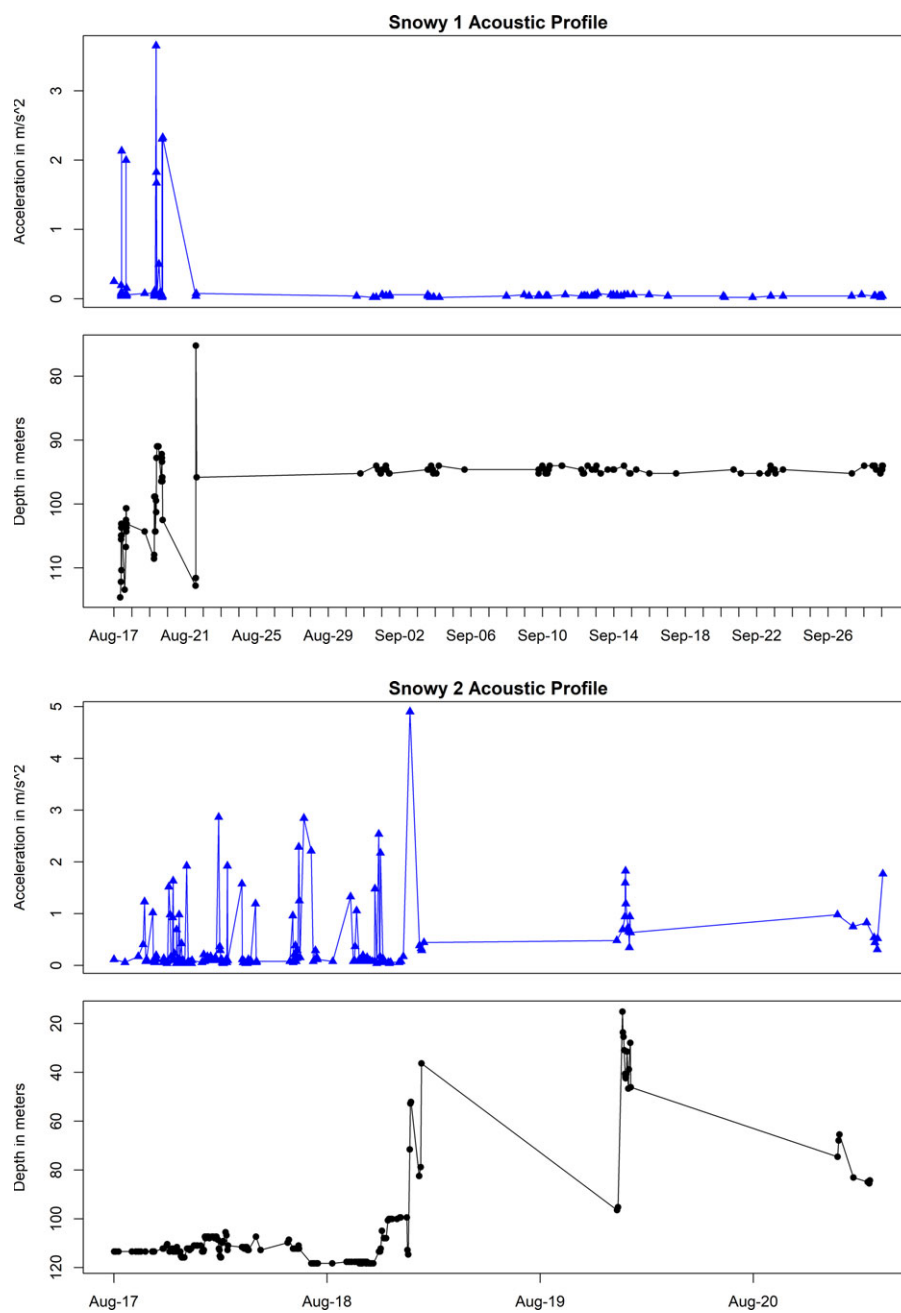 Snowy 1 Acoustic Profile
Acceleration in m/s^2
3
2
1
0
Depth in meters
80
90
100
110
Aug-17 Aug-21 Aug-25 Aug-29 Sep-02 Sep-06 Sep-10 Sep-14 Sep-18 Sep-22 Sep-26
Snowy 2 Acoustic Profile
Acceleration in m/s^2
5
4
3
2
1
0
Depth in meters
20
40
60
80
100
120
Aug-17 Aug-18 Aug-19 Aug-20